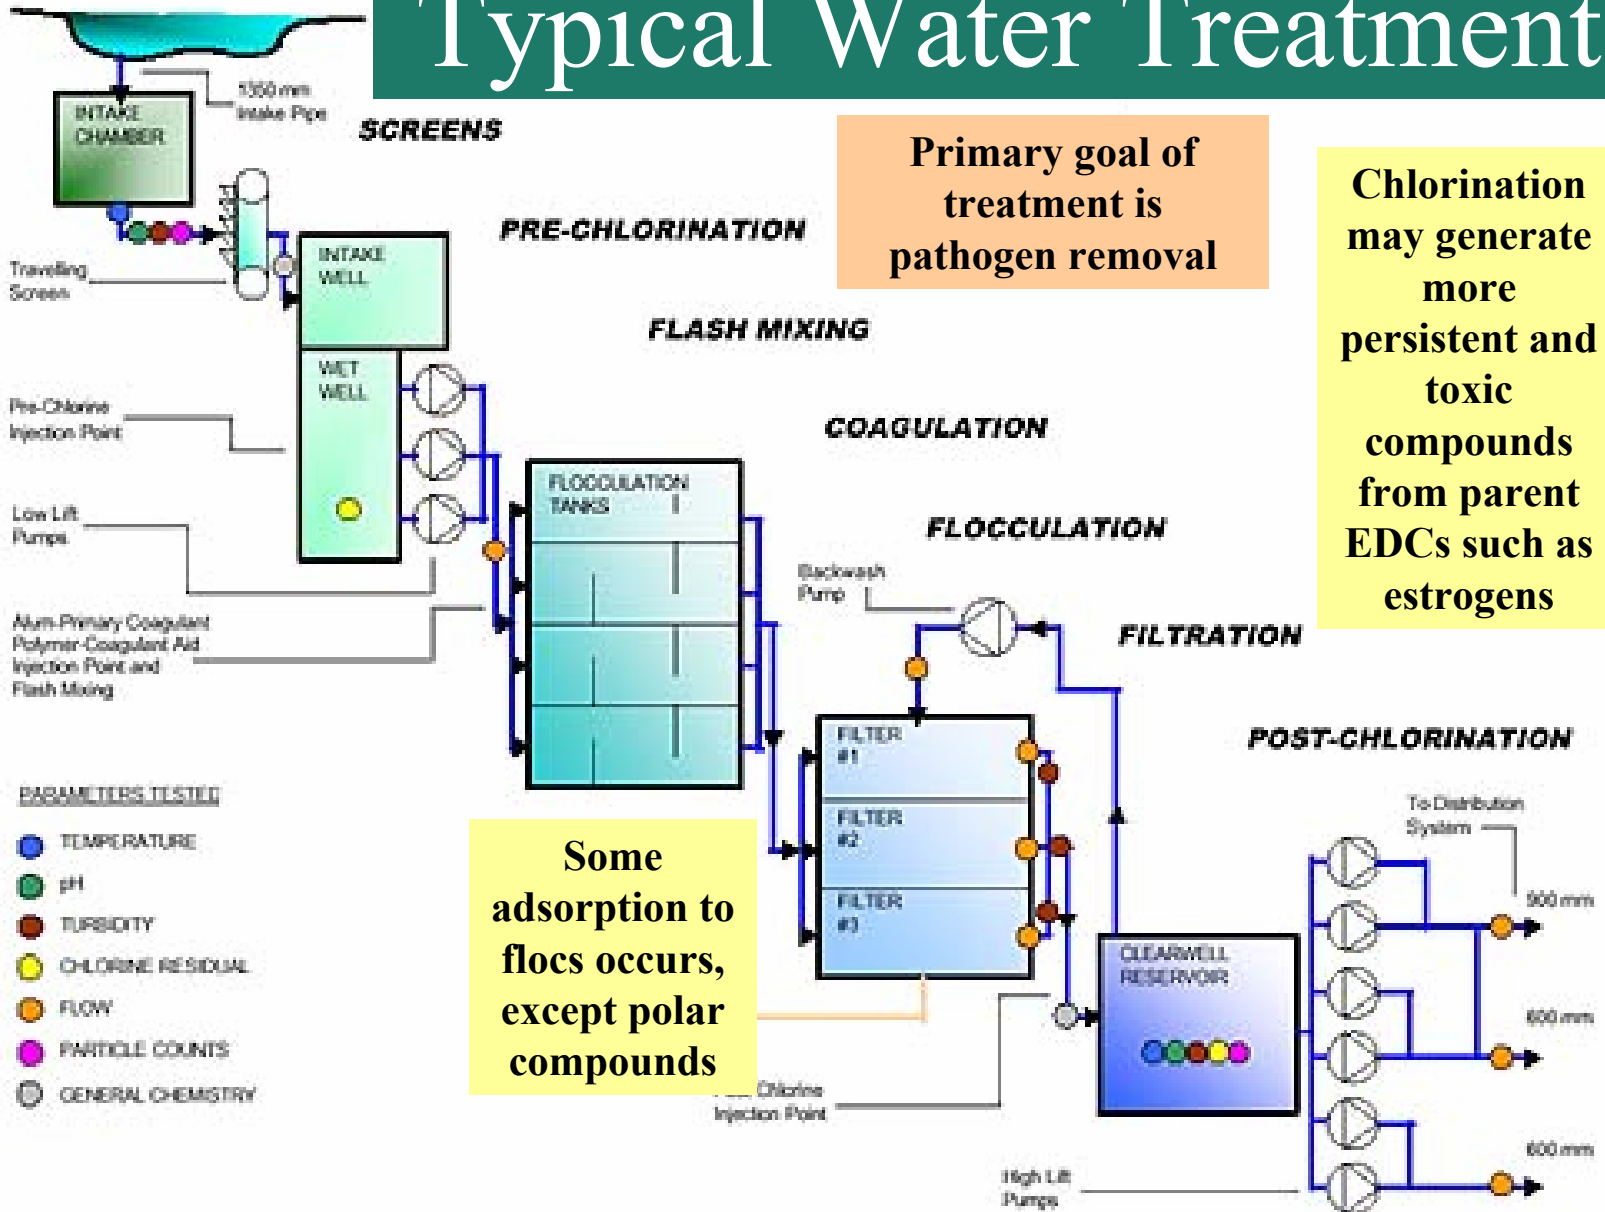 Typical Water Treatment
1350 mm
Intake Pipe
INTAKE
CHAMBER
SCREENS
Primary goal of
treatment is
pathogen removal
Chlorination
may generate
more
persistent and
toxic
compounds
from parent
EDCs such as
estrogens
PRE-CHLORINATION
INTAKE
WELL
Travelling
Screen
FLASH MIXING
WET
WELL
Pre-Chlorine
Injection Point
COAGULATION
FLOCCULATION
TANKS
Low Lift
Pumps
FLOCCULATION
Backwash
Pump
Alum-Primary Coagulant
Polymer-Coagulant Aid
Injection Point and
Flash Mixing
FILTRATION
FILTER
#1
POST-CHLORINATION
PARAMETERS TESTED
TEMPERATURE
pH
TURBIDITY
CHLORINE RESIDUAL
FLOW
PARTICLE COUNTS
GENERAL CHEMISTRY
Some
adsorption to
flocs occurs,
except polar
compounds
FILTER
#2
FILTER
#3
To Distribution
System
900 mm
CLEARWELL
RESERVOIR
600 mm
Chlorine
Injection Point
600 mm
High Lift
Pumps